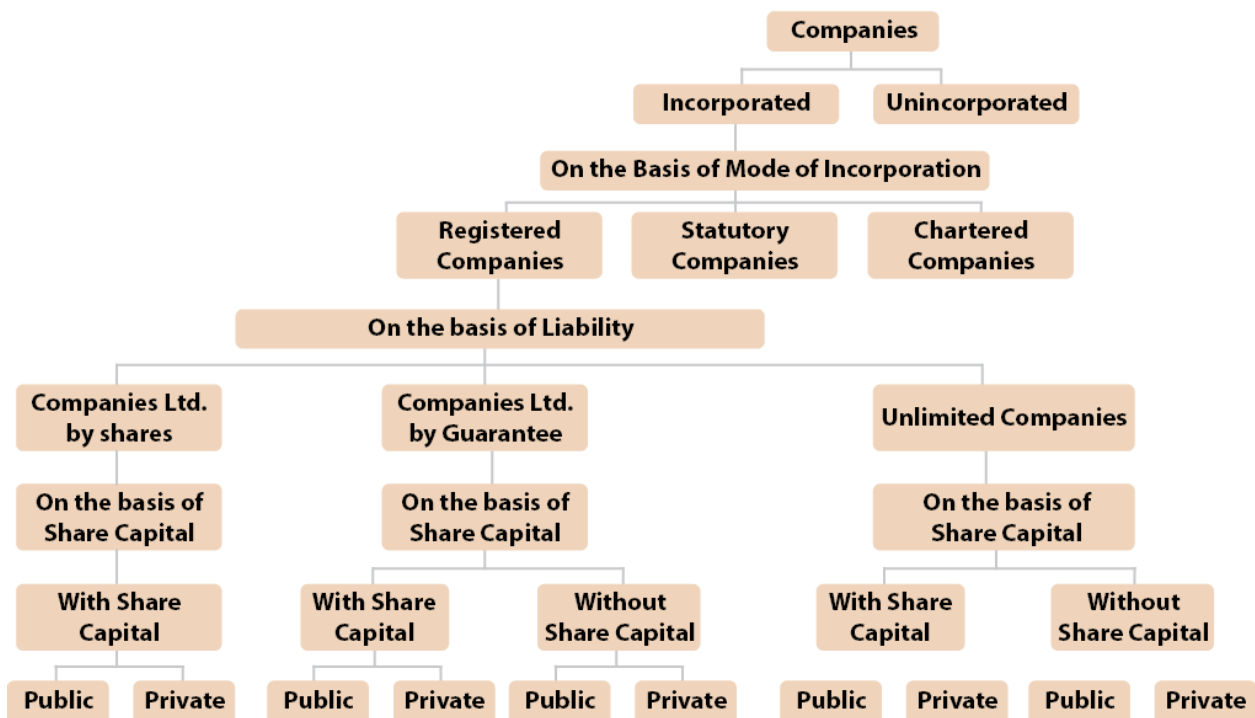 Companies
Incorporated
Unincorporated
On the Basis of Mode of Incorporation
Registered
Companies
Statutory
Companies
Chartered
Companies
On the basis of Liability
Companies Ltd.
by shares
Companies Ltd.
by Guarantee
Unlimited Companies
On the basis of
Share Capital
On the basis of
Share Capital
On the basis of
Share Capital
With Share
Capital
With Share
Capital
Without
Share Capital
With Share
Capital
Without
Share Capital
Public
Private
Public
Private
Public
Private
Public
Private
Public
Private